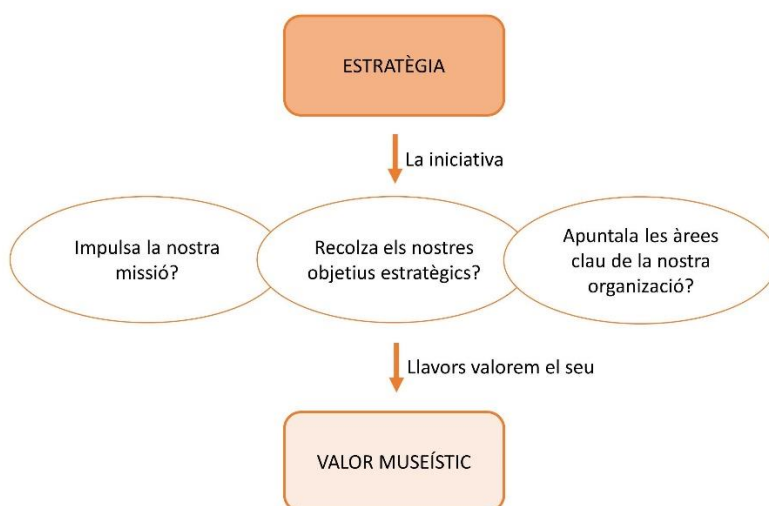 ESTRATÈGIA
La iniciativa
Impulsa la nostra
missió?
Recolza els nostres
objetius estratègics?
Apuntala les àrees
clau de la nostra
organizació?
Llavors valorem el seu
VALOR MUSEÍSTIC